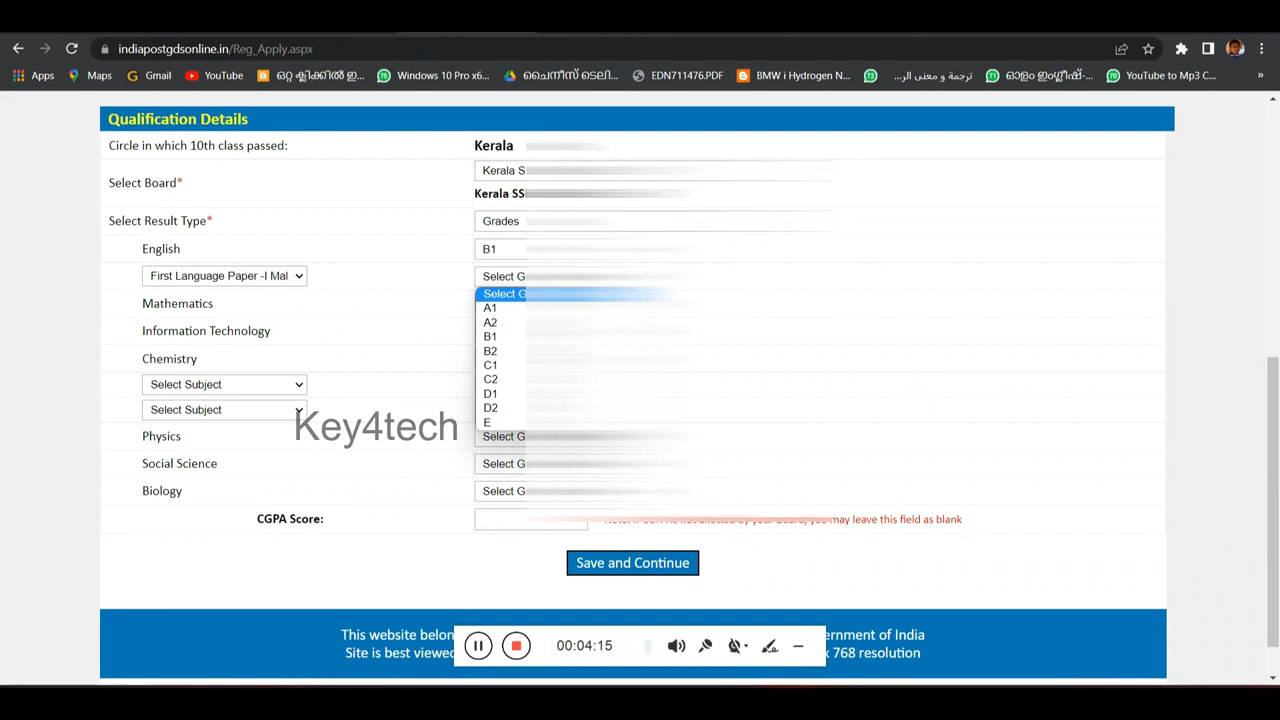 indiapostgdsonline.in/Reg_Apply.aspx
Apps Maps Gmail YouTube ഒറ്റ ക്ലിക്കിൽ ഇ... Windows 10 Pro x6... ചൈനീസ് ടെലി... EDN711476.PDF BMW i Hydrogen N... ترجمة و معنى الر... ഓളം ഇംഗ്ലീഷ്-... YouTube to Mp3 C... »
Qualification Details
Circle in which 10th class passed: Kerala
Kerala S
Select Board*
Kerala SS
Select Result Type* Grades
English B1
First Language Paper -I Mal Select G
Select G
Mathematics
A1
A2
Information Technology
B1
B2
Chemistry
C1
C2
Select Subject
D1
D2
Select Subject
E
Key4tech
Physics Select G
Social Science Select G
Biology Select G
CGPA Score: you may leave this field as blank
Save and Continue
This website belon ernment of India
Site is best viewed x 768 resolution
00:04:15